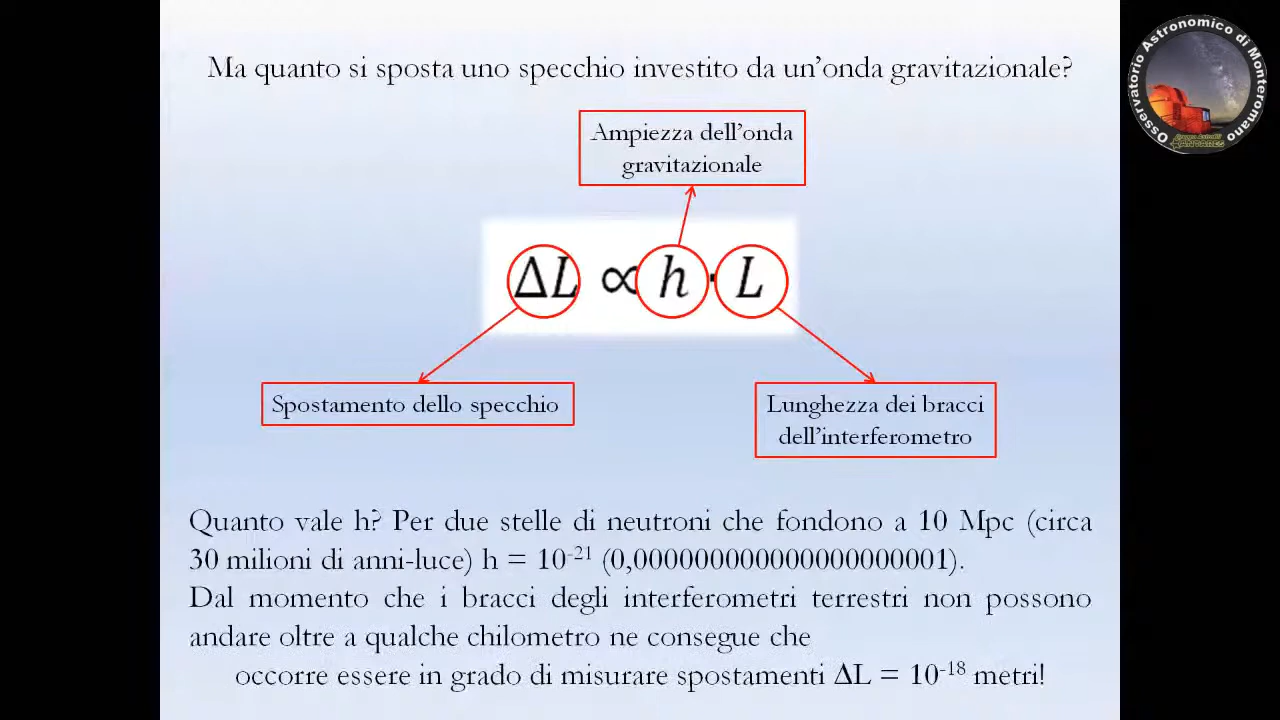 Ma quanto si sposta uno specchio investito da un'onda gravitazionale?
Ampiezza dell'onda
gravitazionale
ΔL ∝ h · L
Spostamento dello specchio
Lunghezza dei bracci
dell'interferometro
Quanto vale h? Per due stelle di neutroni che fondono a 10 Mpc (circa
30 milioni di anni-luce) h = 10⁻²¹ (0,000000000000000000001).
Dal momento che i bracci degli interferometri terrestri non possono
andare oltre a qualche chilometro ne consegue che
occorre essere in grado di misurare spostamenti ΔL = 10⁻¹⁸ metri!
Osservatorio Astronomico di Monteromano
ANTARES